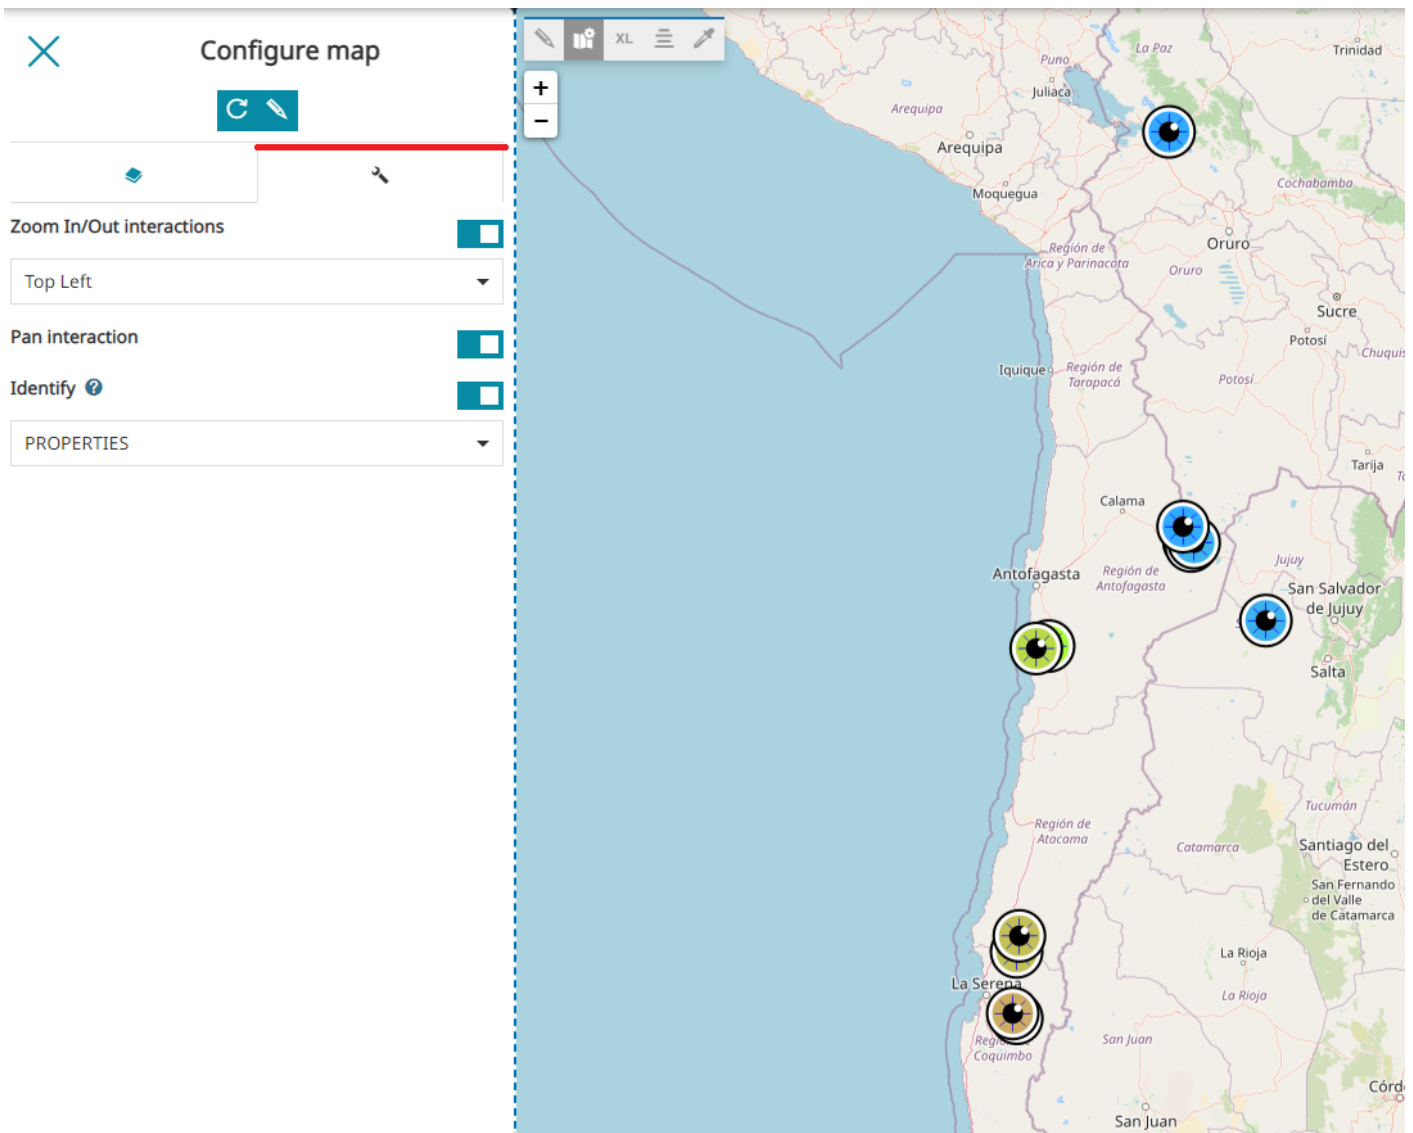 Configure map
Zoom In/Out interactions
Top Left
Pan interaction
Identify ?
PROPERTIES
XL
+
−
La Paz
Trinidad
Puno
Juliaca
Arequipa
Arequipa
Moquegua
Cochabamba
Oruro
Región de
Arica y Parinacota
Oruro
Sucre
Potosí
Chuquis
Iquique
Región de
Tarapacá
Potosí
Tarija
Calama
Antofagasta
Región de
Antofagasta
Jujuy
San Salvador
de Jujuy
Salta
Tucumán
Región de
Atacama
Catamarca
Santiago del
Estero
San Fernando
del Valle
de Catamarca
La Rioja
La Serena
La Rioja
Coquimbo
San Juan
Córd
San Juan